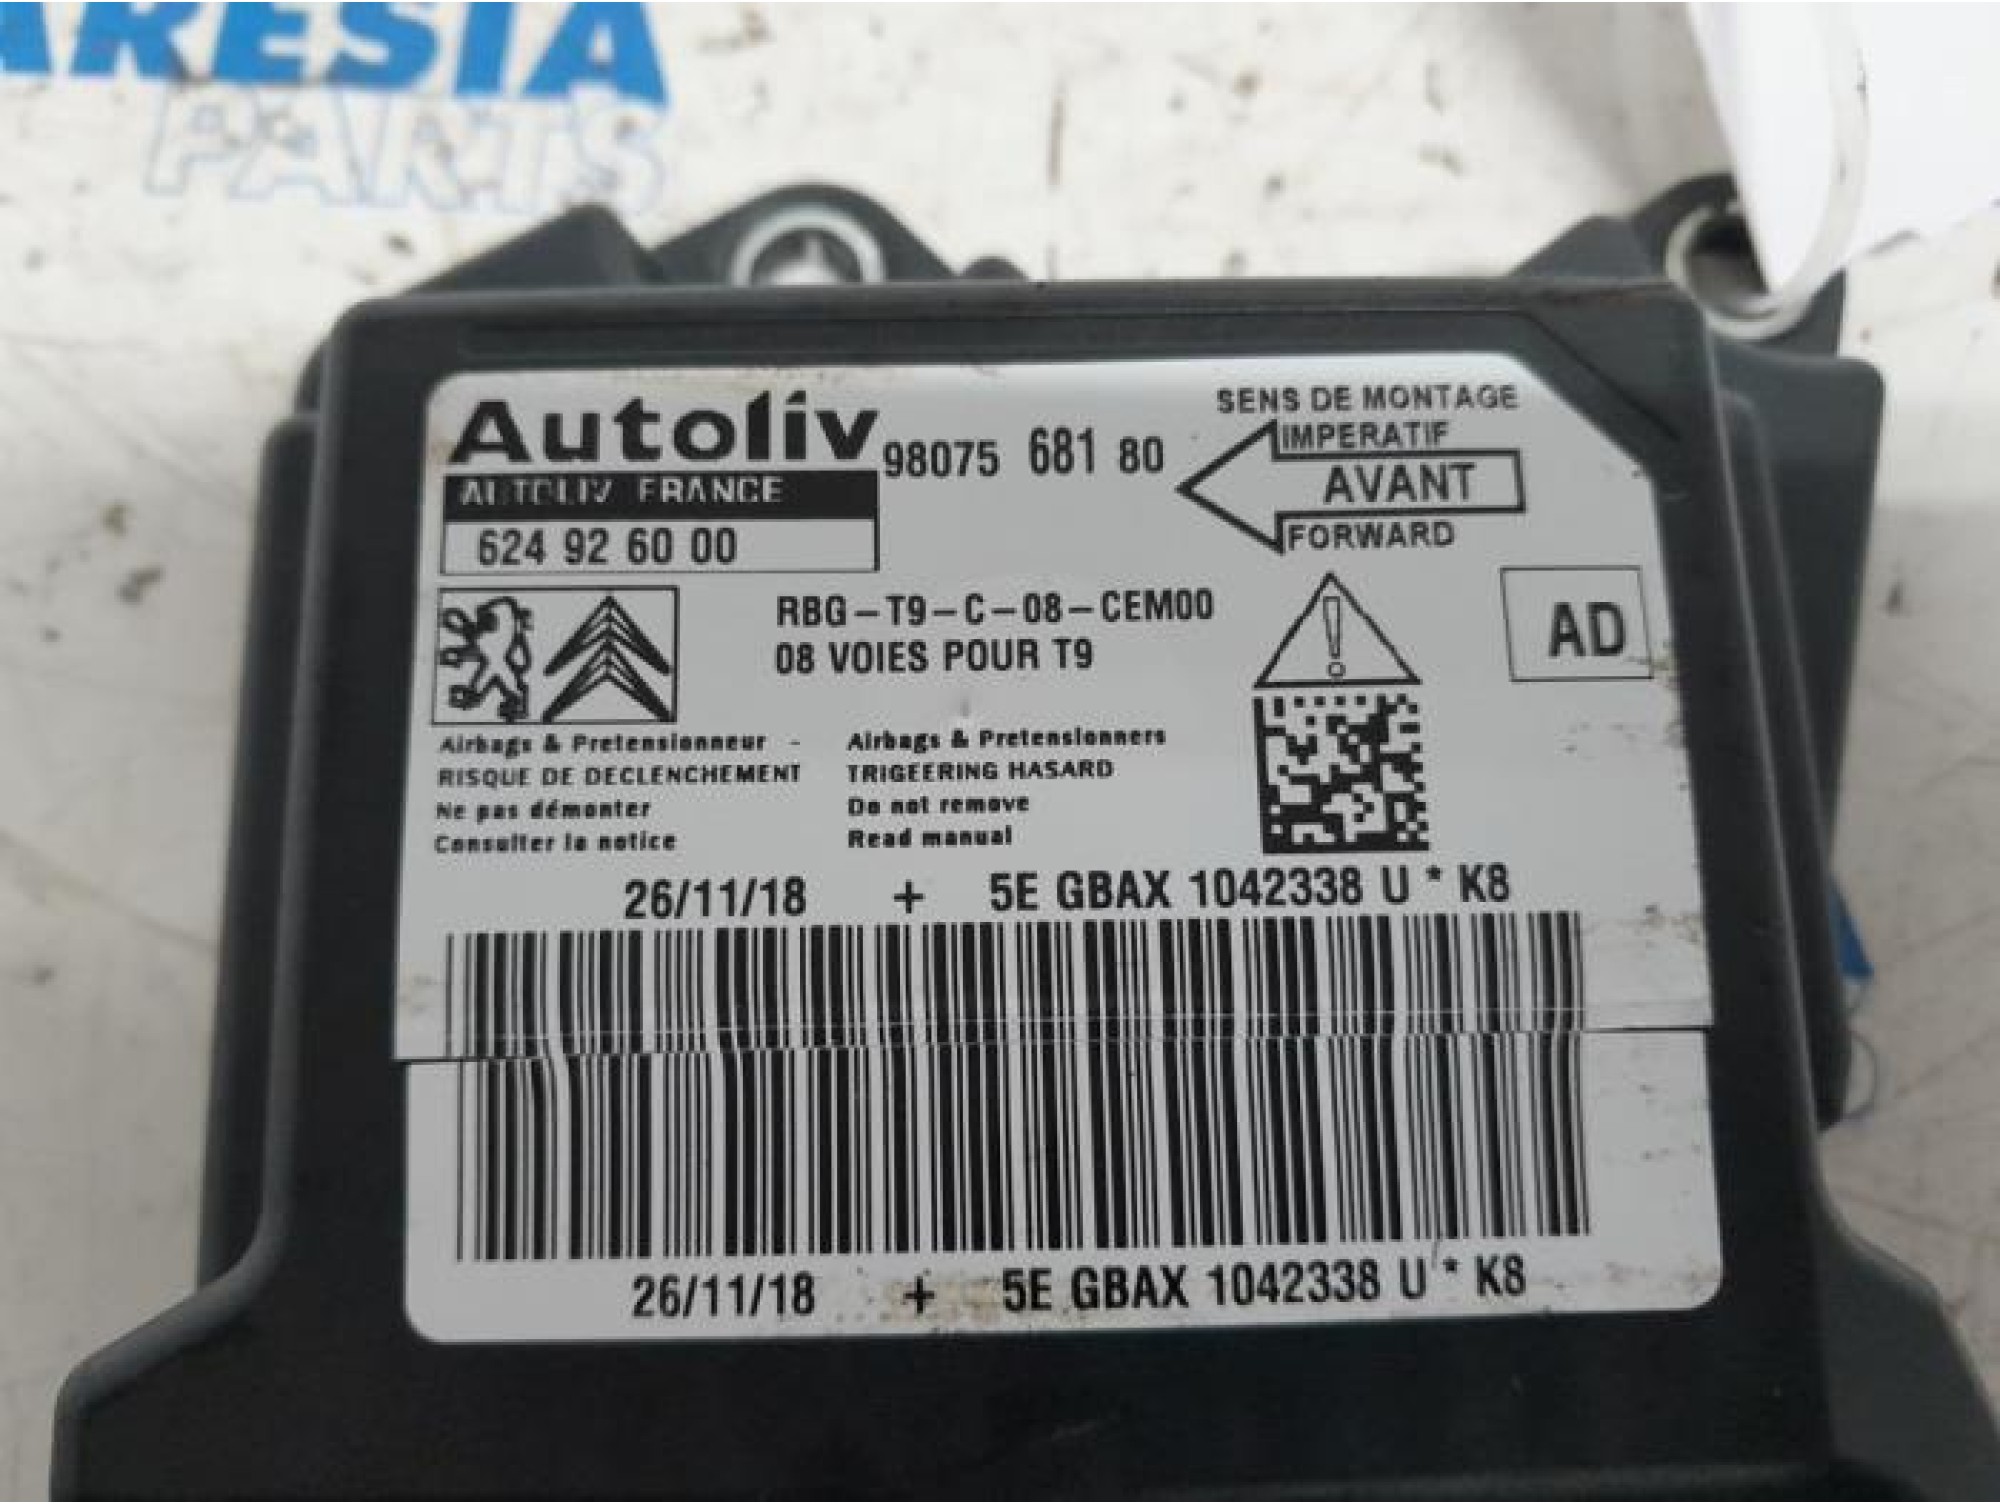 ARESIA
PARTS
Autoliv 98075 681 80
AUTOLIV FRANCE
624 92 60 00
SENS DE MONTAGE
IMPERATIF
AVANT
FORWARD
RBG-T9-C-08-CEM00
08 VOIES POUR T9
AD
Airbags & Pretensionneur -
RISQUE DE DECLENCHEMENT
Ne pas démonter
Consulter la notice
Airbags & Pretensionners
TRIGEERING HASARD
Do not remove
Read manual
26/11/18 + 5E GBAX 1042338 U * K8
26/11/18 + 5E GBAX 1042338 U * K8